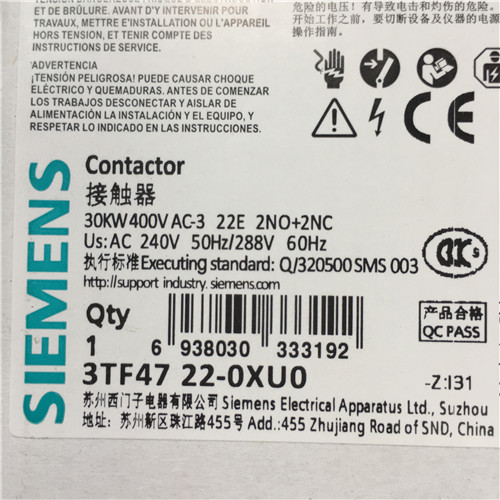 ET DE BRÛLURE. AVANT D'INTERVENIR POUR
TRAVAUX, METTRE L'INSTALLATION OU L'APPAREIL
HORS TENSION, ET TENIR COMPTE DES
INSTRUCTIONS DE SERVICE.
危险的电压!有导致电击和灼伤的危险。
开始工作之前,要切断设备及仪器的电源
操作指南。
ADVERTENCIA
¡TENSIÓN PELIGROSA! PUEDE CAUSAR CHOQUE
ELÉCTRICO Y QUEMADURAS. ANTES DE COMENZAR
LOS TRABAJOS DESCONECTAR Y AISLAR DE
ALIMENTACIÓN LA INSTALACIÓN Y EL EQUIPO, Y
RESPETAR LO INDICADO EN LAS INSTRUCCIONES.
CE
SIEMENS
Contactor
接触器
30KW 400V AC-3 22E 2NO+2NC
Us: AC 240V 50Hz/288V 60Hz
执行标准Executing standard: Q/320500 SMS 003
http://support industry. siemens.com
CCC
S
Qty
1
6 938030 333192
产品合格
QC PASS
3TF47 22-0XU0
-Z:I31
苏州西门子电器有限公司 Siemens Electrical Apparatus Ltd., Suzhou
地址: 苏州新区珠江路455号 Add.:455 Zhujiang Road of SND, China